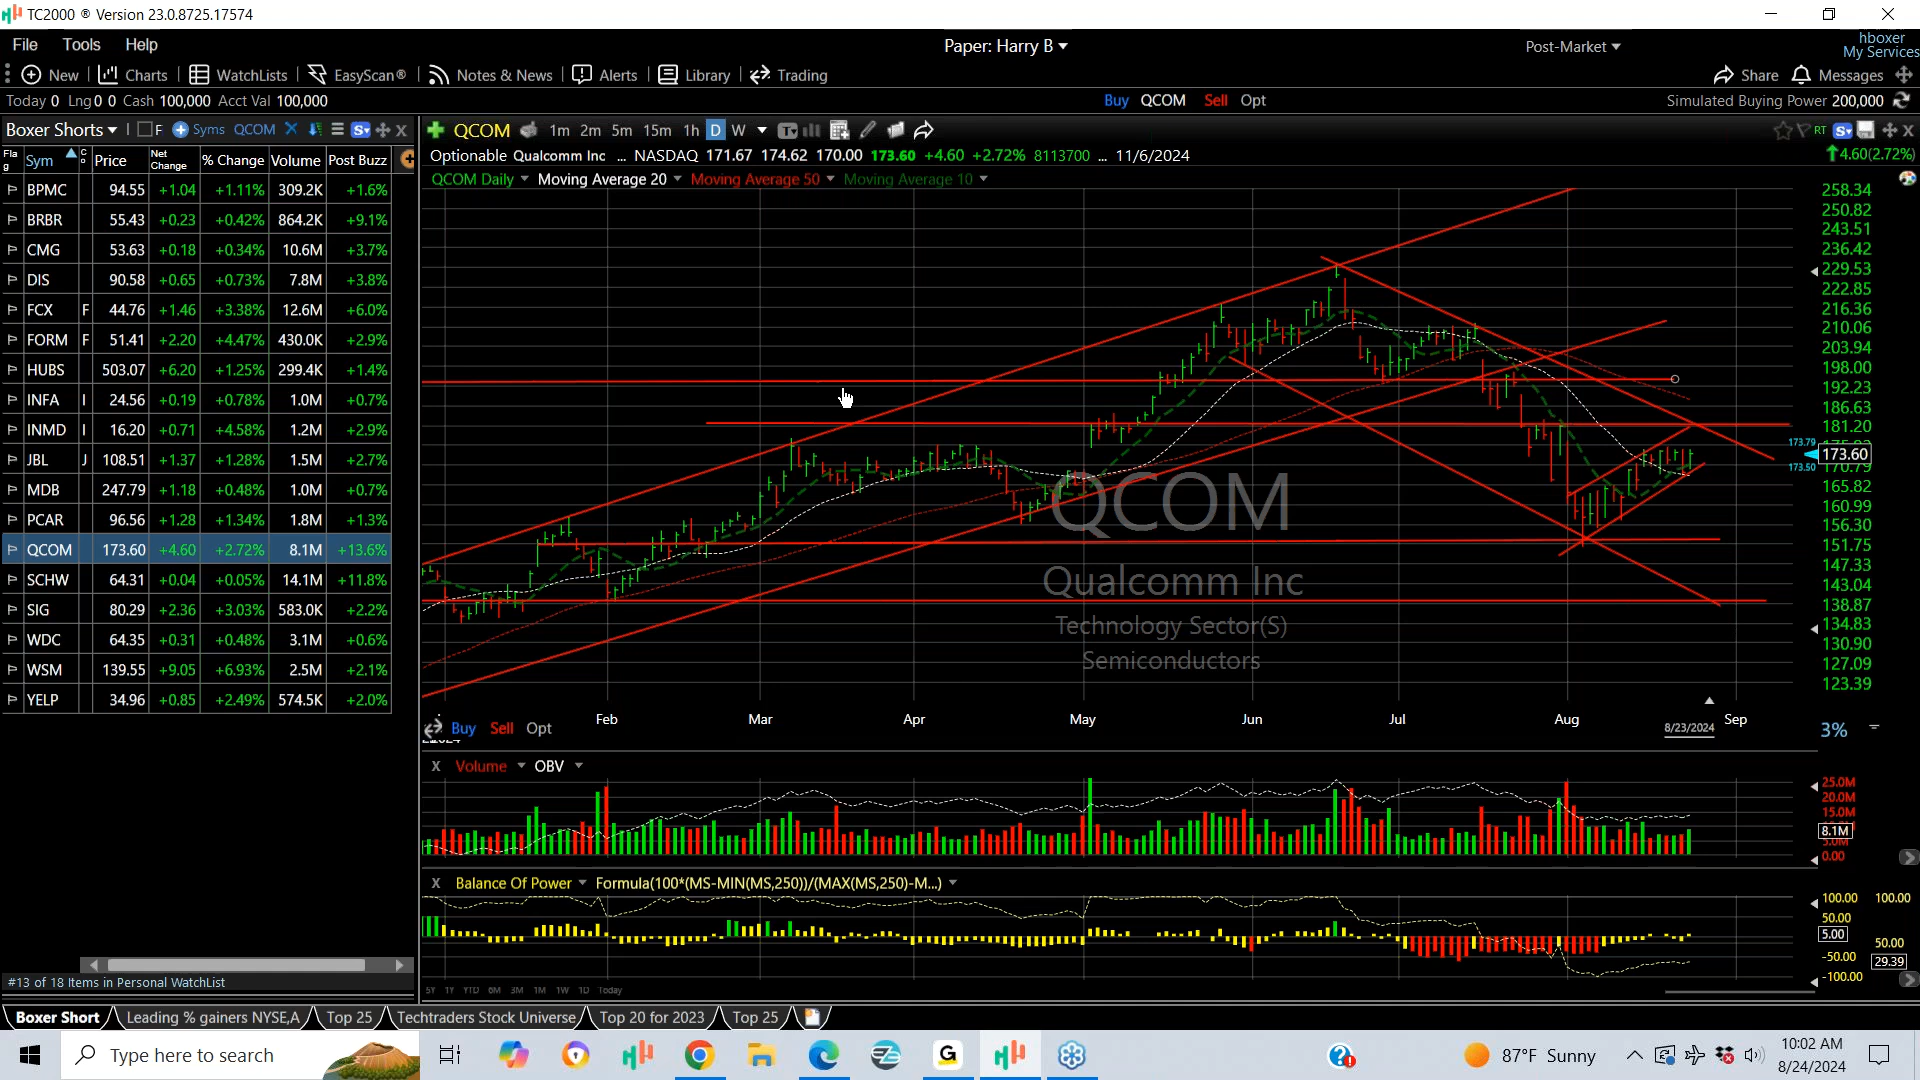 TC2000 ® Version 23.0.8725.17574
File Tools Help
Paper: Harry B
Post-Market
hboxer
My Services
New Charts WatchLists EasyScan® Notes & News Alerts Library Trading
Share Messages
Today 0 Lng 0 0 Cash 100,000 Acct Val 100,000
Buy QCOM Sell Opt
Simulated Buying Power 200,000
Boxer Shorts F Syms QCOM S
QCOM 1m 2m 5m 15m 1h D W
RT S
Flag Sym Co Price Net Change % Change Volume Post Buzz
Optionable Qualcomm Inc ... NASDAQ 171.67 174.62 170.00 173.60 +4.60 +2.72% 8113700 ... 11/6/2024
4.60(2.72%)
QCOM Daily Moving Average 20 Moving Average 50 Moving Average 10
BPMC 94.55 +1.04 +1.11% 309.2K +1.6%
BRBR 55.43 +0.23 +0.42% 864.2K +9.1%
CMG 53.63 +0.18 +0.34% 10.6M +3.7%
DIS 90.58 +0.65 +0.73% 7.8M +3.8%
FCX F 44.76 +1.46 +3.38% 12.6M +6.0%
FORM F 51.41 +2.20 +4.47% 430.0K +2.9%
HUBS 503.07 +6.20 +1.25% 299.4K +1.4%
INFA I 24.56 +0.19 +0.78% 1.0M +0.7%
INMD I 16.20 +0.71 +4.58% 1.2M +2.9%
JBL J 108.51 +1.37 +1.28% 1.5M +2.7%
MDB 247.79 +1.18 +0.48% 1.0M +0.7%
PCAR 96.56 +1.28 +1.34% 1.8M +1.3%
QCOM 173.60 +4.60 +2.72% 8.1M +13.6%
SCHW 64.31 +0.04 +0.05% 14.1M +11.8%
SIG 80.29 +2.36 +3.03% 583.0K +2.2%
WDC 64.35 +0.31 +0.48% 3.1M +0.6%
WSM 139.55 +9.05 +6.93% 2.5M +2.1%
YELP 34.96 +0.85 +2.49% 574.5K +2.0%
#13 of 18 Items in Personal WatchList
258.34
250.82
243.51
236.42
229.53
222.85
216.36
210.06
203.94
198.00
192.23
186.63
181.20
173.79
173.60
173.50
170.79
165.82
160.99
156.30
151.75
147.33
143.04
138.87
134.83
130.90
127.09
123.39
QCOM
Qualcomm Inc
Technology Sector(S)
Semiconductors
Feb Mar Apr May Jun Jul Aug Sep
8/23/2024
3%
Buy Sell Opt
X Volume OBV
25.0M
20.0M
15.0M
8.1M
5.0M
0.00
X Balance Of Power Formula(100*(MS-MIN(MS,250))/(MAX(MS,250)-M...)
100.00 100.00
50.00
5.00
50.00
-50.00
29.39
-100.00
5Y 1Y YTD 6M 3M 1M 1W 1D Today
Boxer Short Leading % gainers NYSE,A Top 25 Techtraders Stock Universe Top 20 for 2023 Top 25
Type here to search
87°F Sunny
10:02 AM
8/24/2024